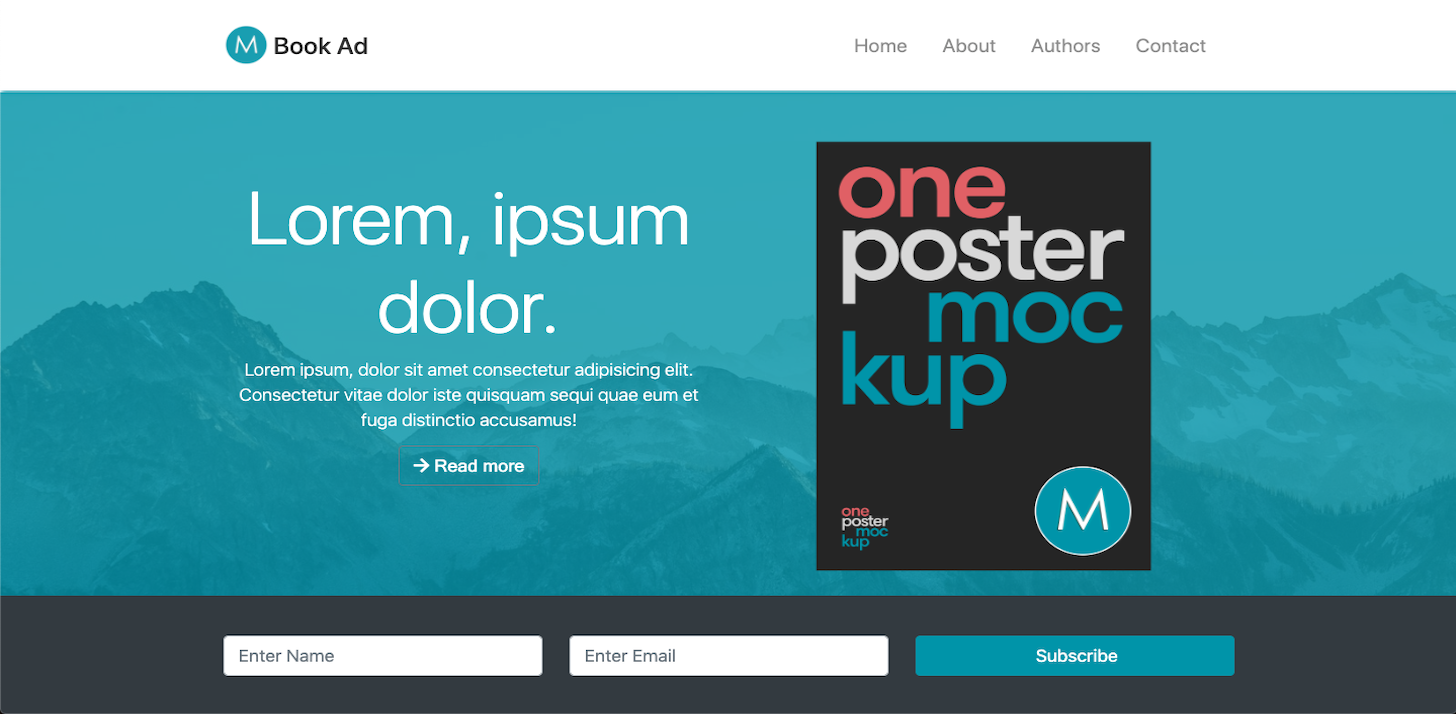 M Book Ad
Home About Authors Contact
Lorem, ipsum
dolor.
Lorem ipsum, dolor sit amet consectetur adipisicing elit.
Consectetur vitae dolor iste quisquam sequi quae eum et
fuga distinctio accusamus!
Read more
one
poster
moc
kup
one
poster
moc
kup
M
Enter Name
Enter Email
Subscribe